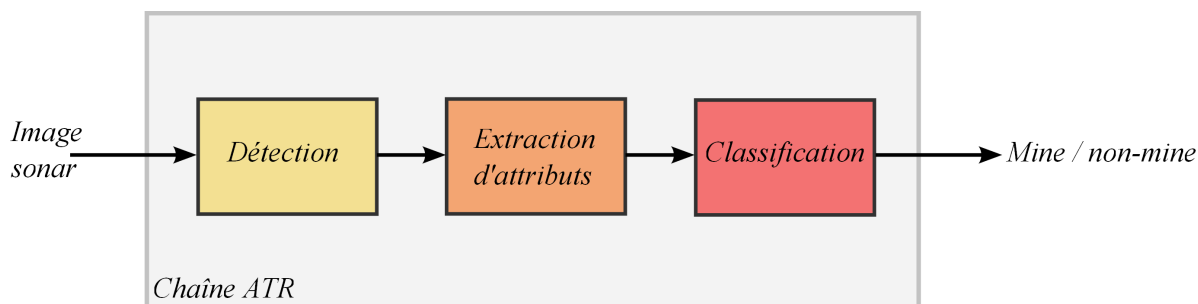 Image
sonar
Détection
Extraction
d'attributs
Classification
Mine / non-mine
Chaîne ATR